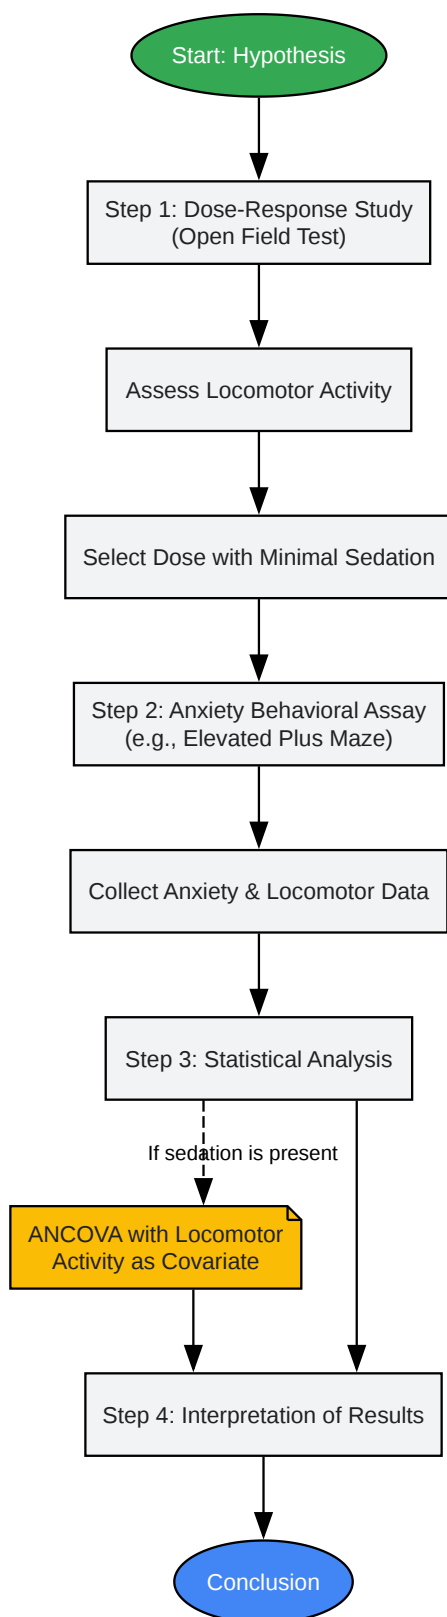 Start: Hypothesis
Step 1: Dose-Response Study
(Open Field Test)
Assess Locomotor Activity
Select Dose with Minimal Sedation
Step 2: Anxiety Behavioral Assay
(e.g., Elevated Plus Maze)
Collect Anxiety & Locomotor Data
Step 3: Statistical Analysis
If sedation is present
ANCOVA with Locomotor
Activity as Covariate
Step 4: Interpretation of Results
Conclusion